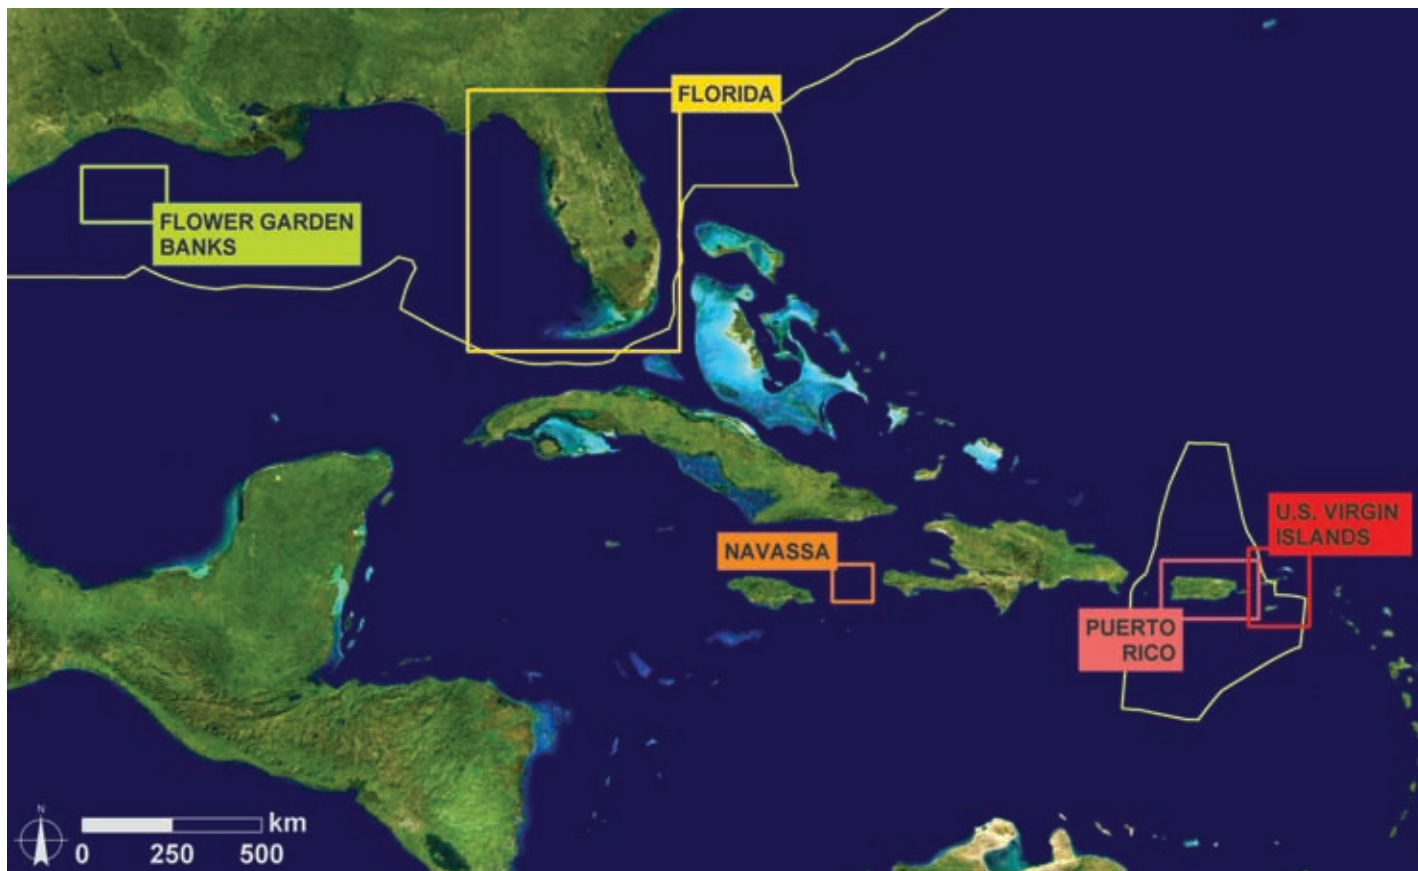 FLORIDA
FLOWER GARDEN
BANKS
U.S. VIRGIN
ISLANDS
NAVASSA
PUERTO
RICO
N
km
0 250 500